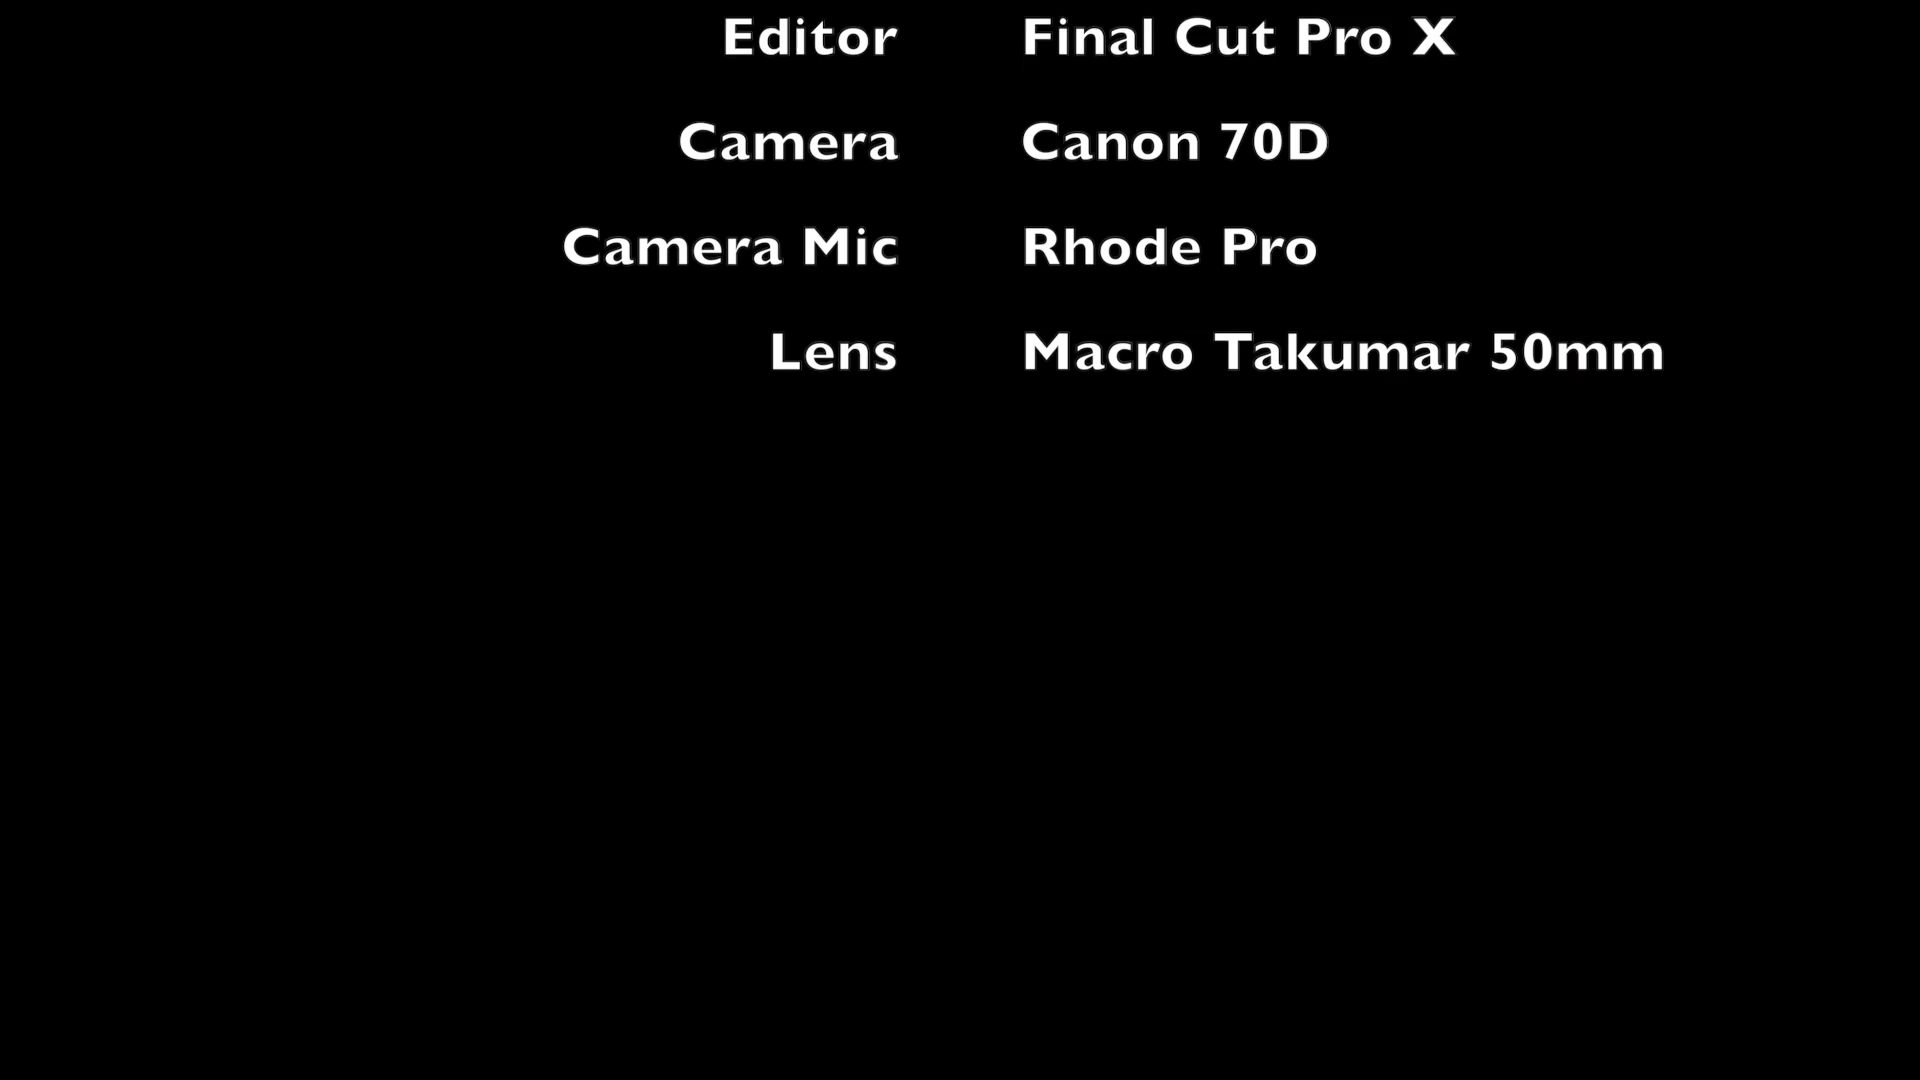 Editor Final Cut Pro X
Camera Canon 70D
Camera Mic Rhode Pro
Lens Macro Takumar 50mm